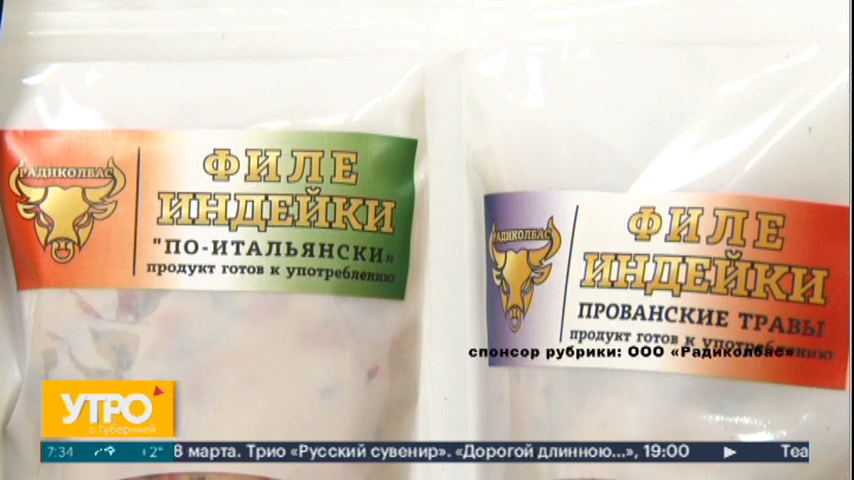 РАДИКОЛБАС
ФИЛЕ
ИНДЕЙКИ
"ПО-ИТАЛЬЯНСКИ»
продукт готов к употреблению
РАДИКОЛБАС
ФИЛЕ
ИНДЕЙКИ
ПРОВАНСКИЕ ТРАВЫ
продукт готов к употреблению
спонсор рубрики: ООО «Радиколбас»
УТРО
с Губернией
7:34 +2° 8 марта. Трио «Русский сувенир». «Дорогой длинною...», 19:00 ▶ Теа